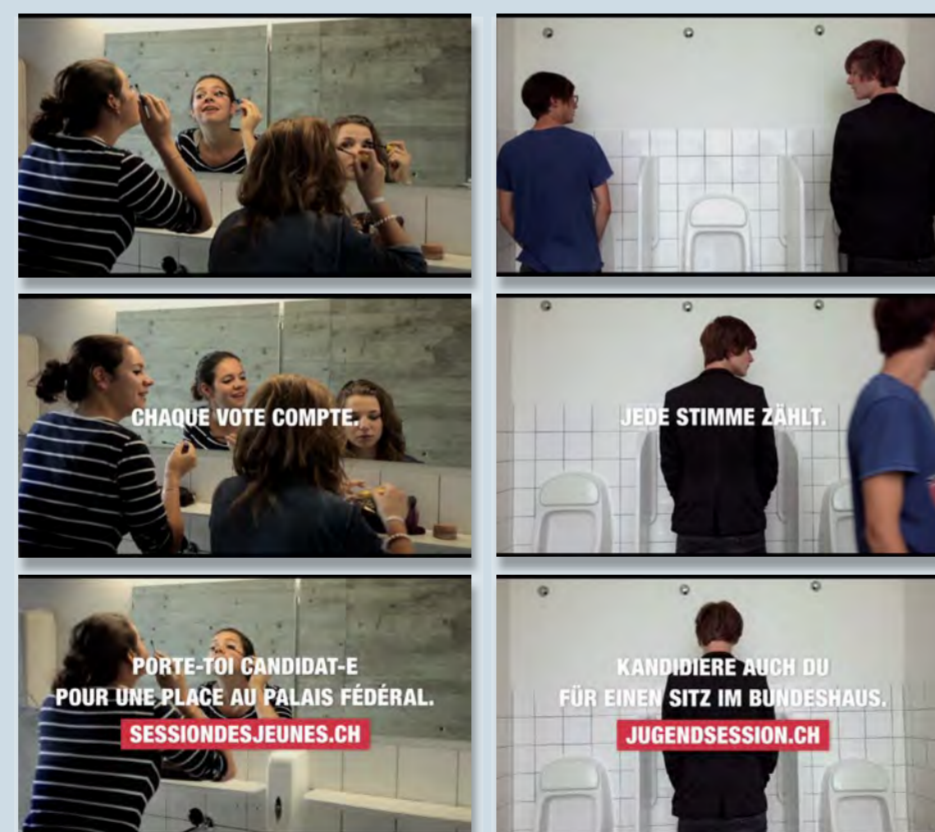 CHAQUE VOTE COMPTE.
JEDE STIMME ZÄHLT.
PORTE-TOI CANDIDAT-E
POUR UNE PLACE AU PALAIS FÉDÉRAL.
SESSIONDESJEUNES.CH
KANDIDIERE AUCH DU
FÜR EINEN SITZ IM BUNDESHAUS.
JUGENDSESSION.CH